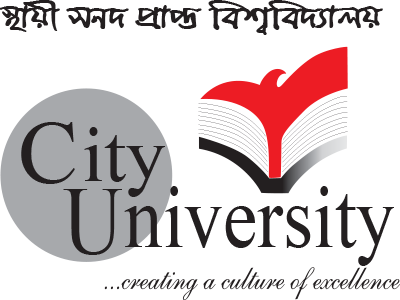 স্থায়ী সনদ প্রাপ্ত বিশ্ববিদ্যালয়
City
University
...creating a culture of excellence